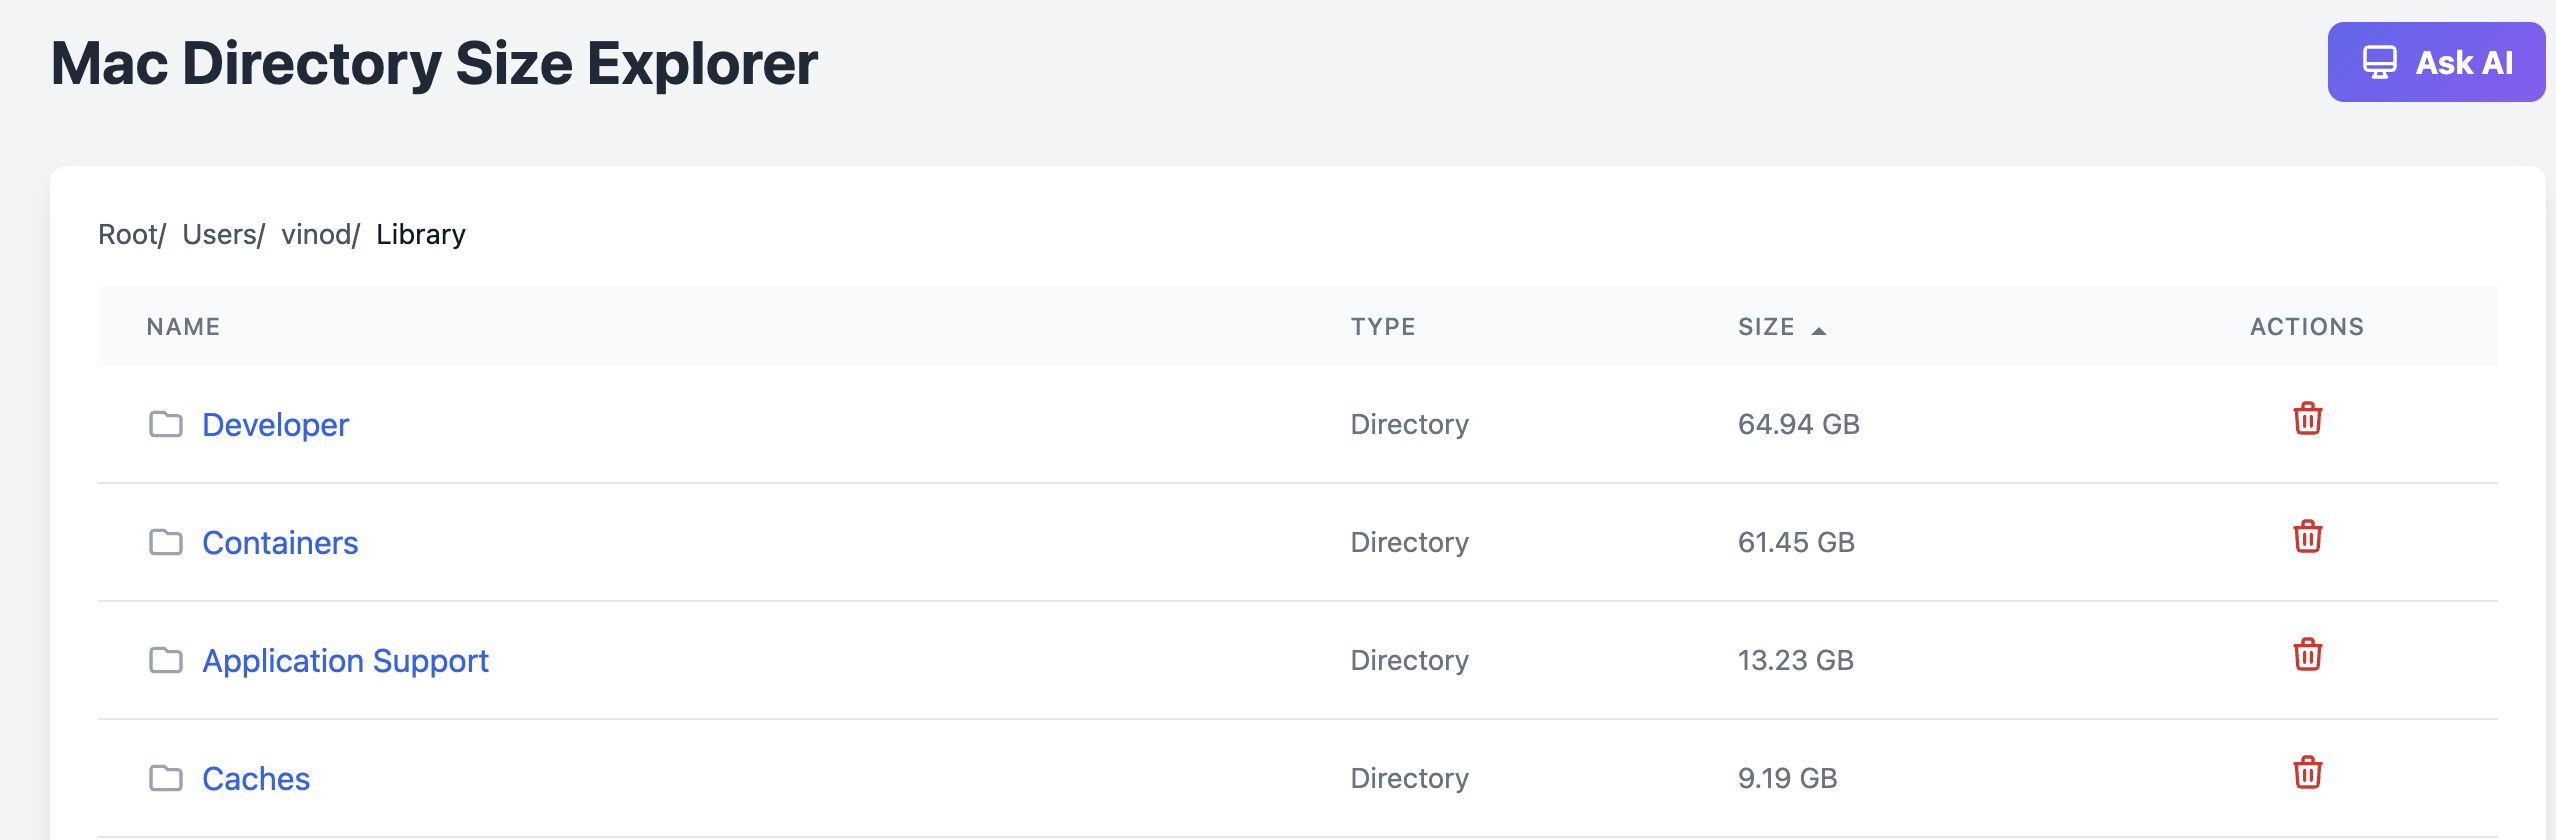 Mac Directory Size Explorer
Ask AI
Root/ Users/ vinod/ Library
NAME TYPE SIZE ACTIONS
Developer Directory 64.94 GB
Containers Directory 61.45 GB
Application Support Directory 13.23 GB
Caches Directory 9.19 GB